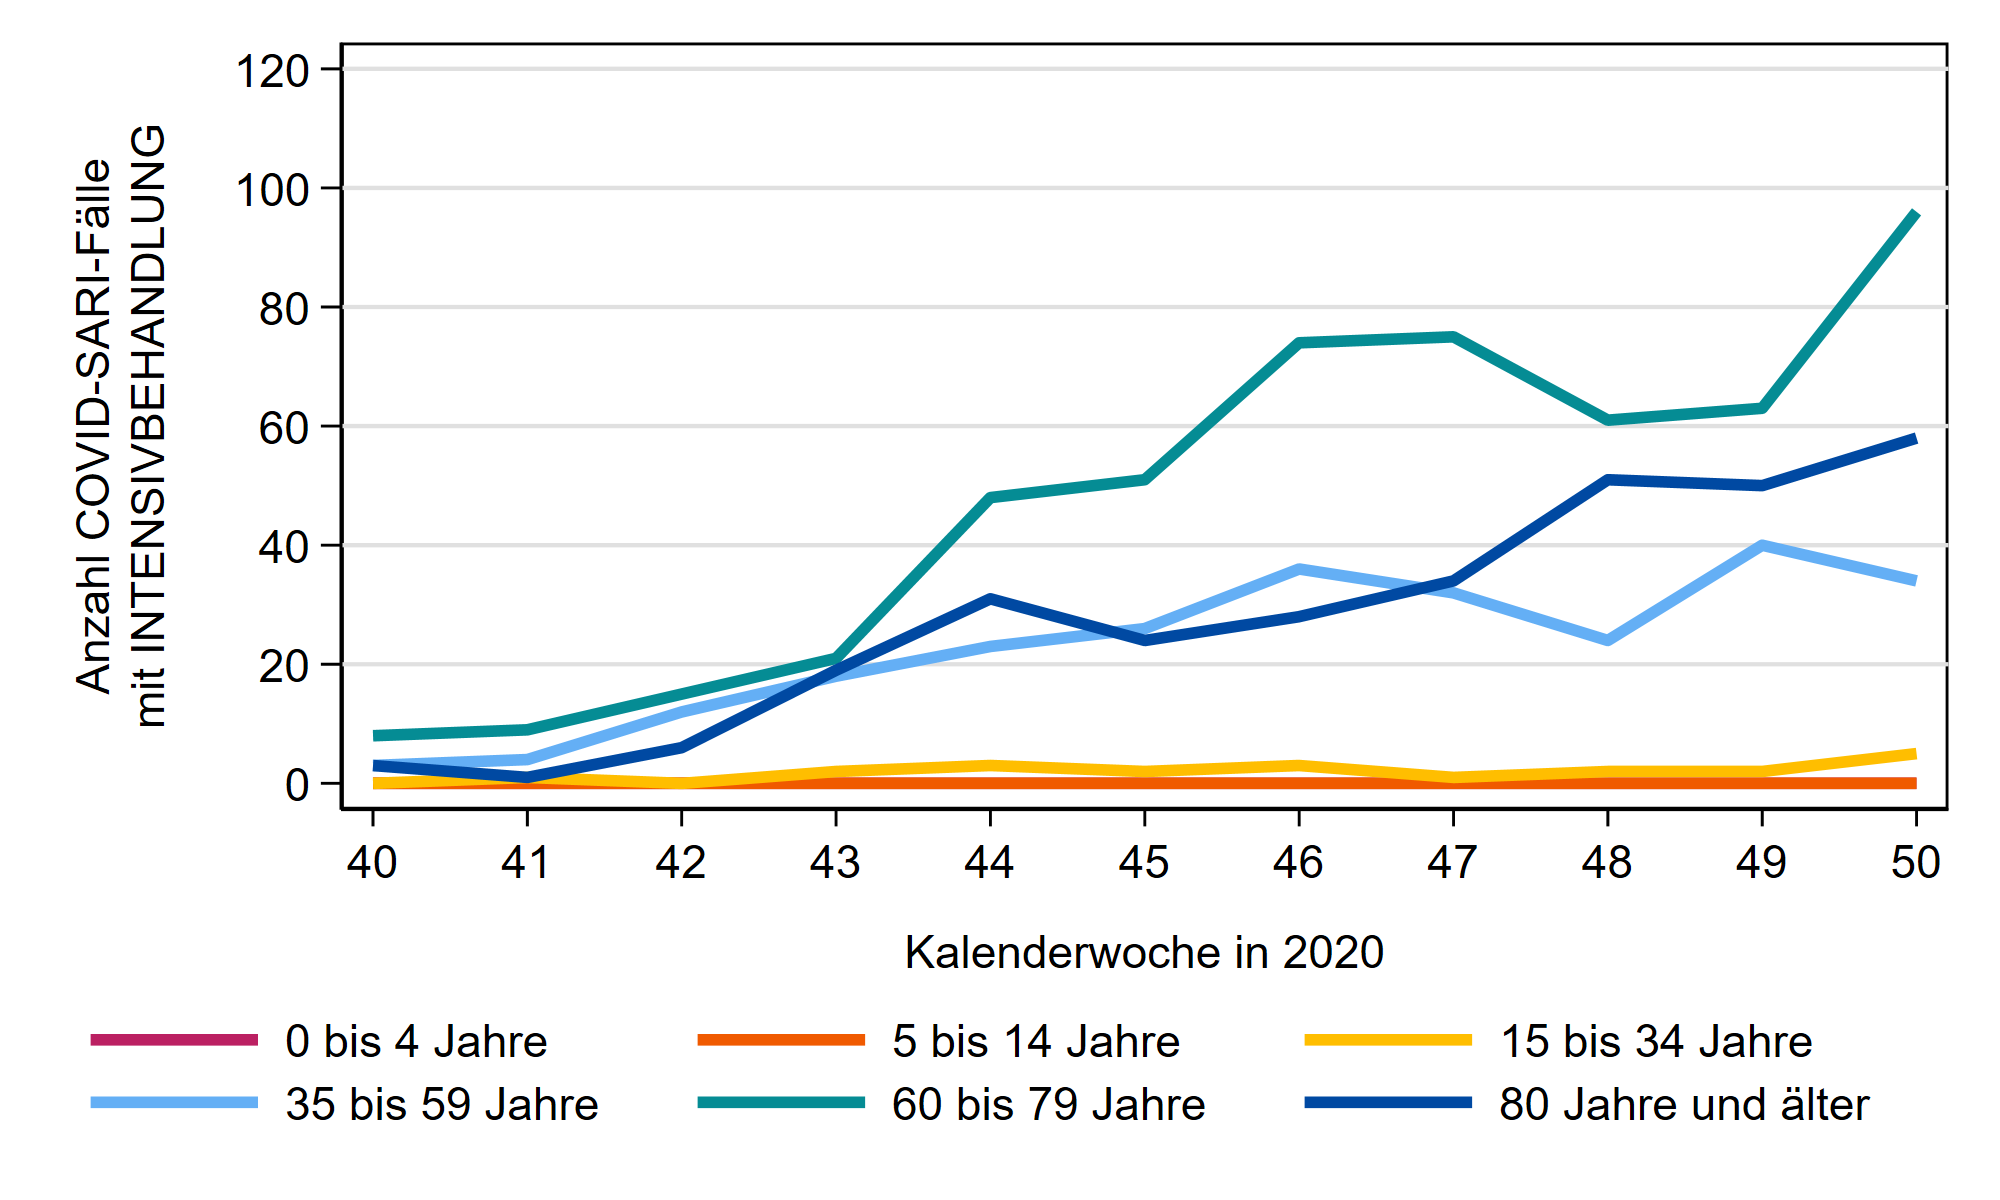 Anzahl COVID-SARI-Fälle
mit INTENSIVBEHANDLUNG
120
100
80
60
40
20
0
40 41 42 43 44 45 46 47 48 49 50
Kalenderwoche in 2020
0 bis 4 Jahre 5 bis 14 Jahre 15 bis 34 Jahre
35 bis 59 Jahre 60 bis 79 Jahre 80 Jahre und älter